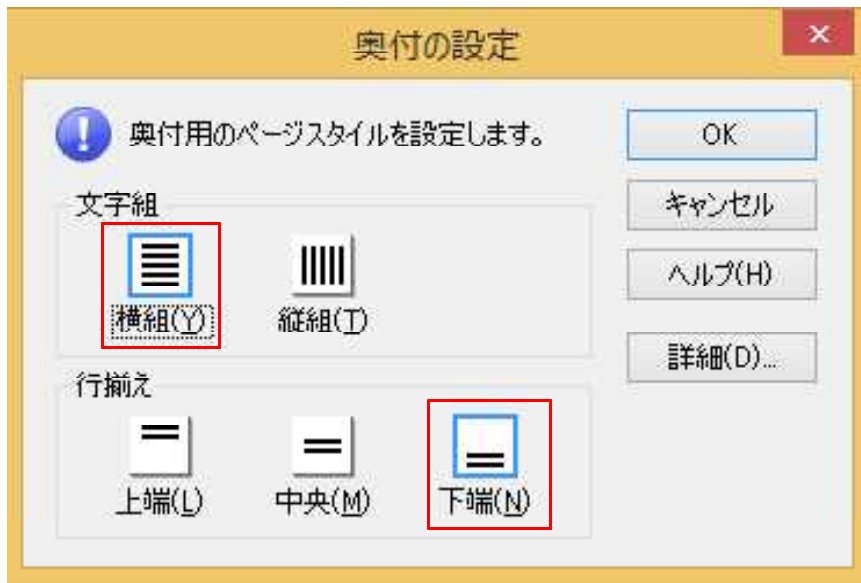 奥付の設定
奥付用のページスタイルを設定します。
OK
文字組
キャンセル
横組(Y)
縦組(T)
ヘルプ(H)
詳細(D)...
行揃え
上端(L)
中央(M)
下端(N)